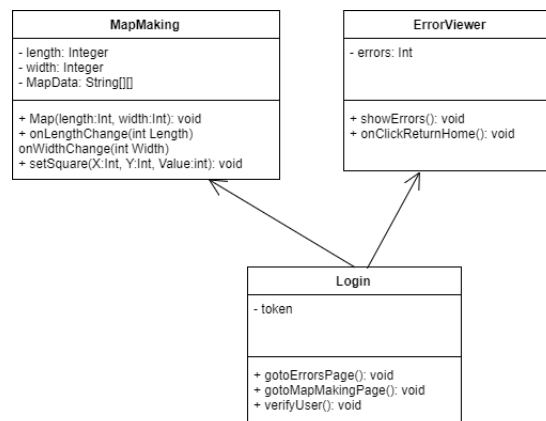 MapMaking
- length: Integer
- width: Integer
- MapData: String[][]
+ Map(length:Int, width:Int): void
+ onLengthChange(int Length)
onWidthChange(int Width)
+ setSquare(X:Int, Y:Int, Value:int): void
ErrorViewer
- errors: Int
+ showErrors(): void
+ onClickReturnHome(): void
Login
- token
+ gotoErrorsPage(): void
+ gotoMapMakingPage(): void
+ verifyUser(): void